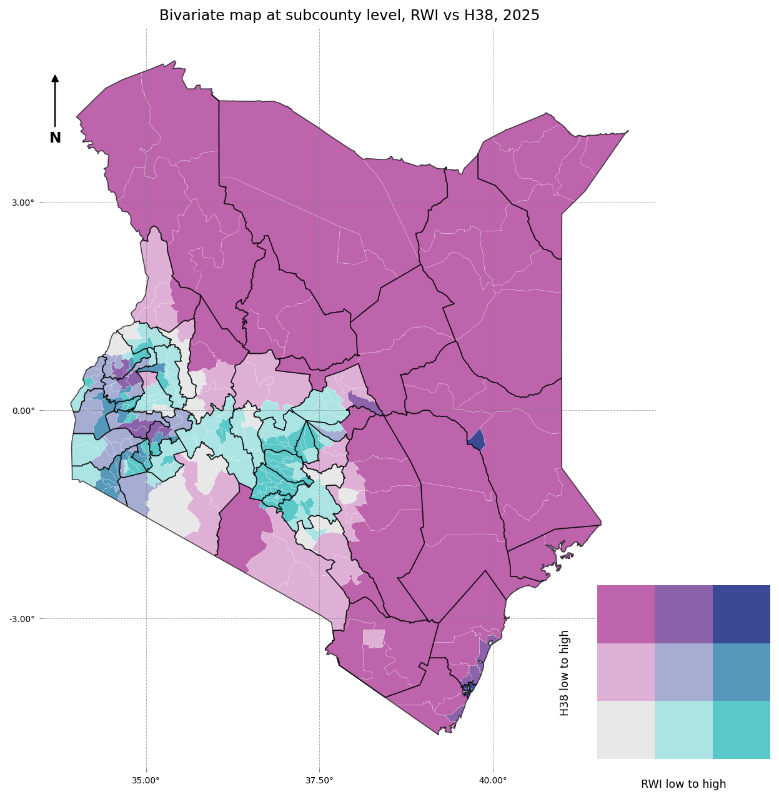 Bivariate map at subcounty level, RWI vs H38, 2025
N
3.00°
0.00°
-3.00°
35.00°
37.50°
40.00°
H38 low to high
RWI low to high